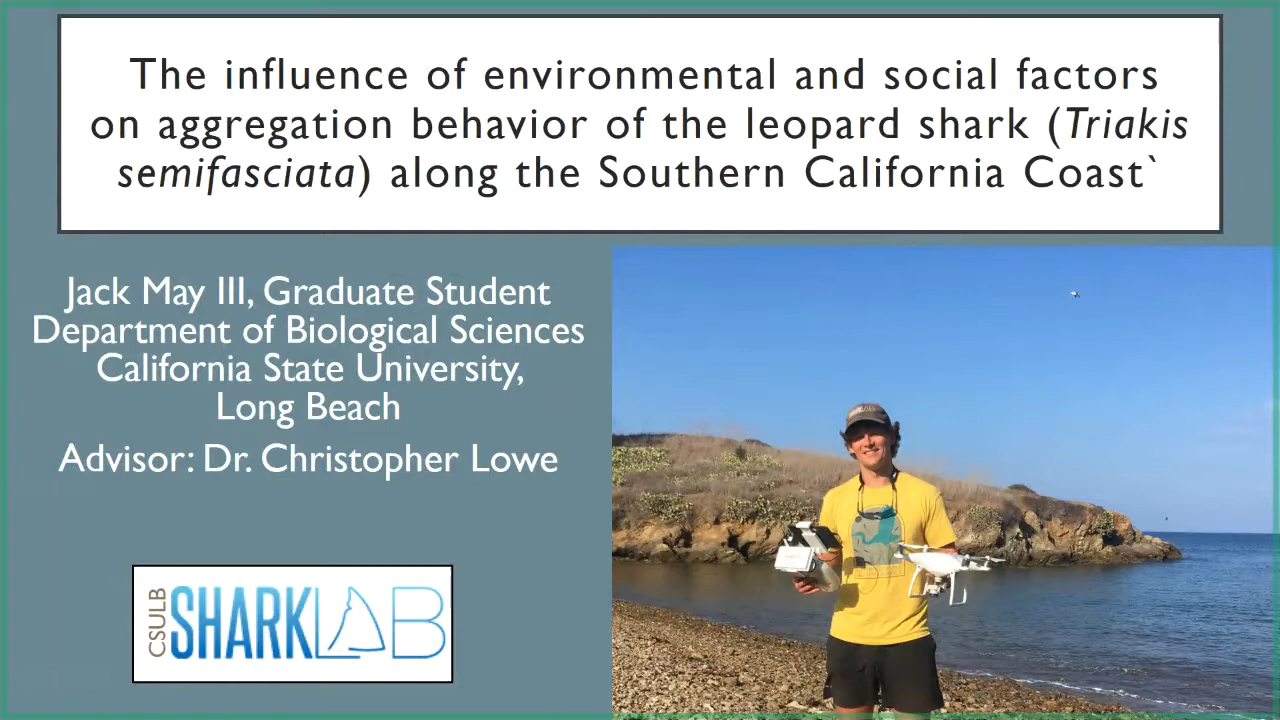 The influence of environmental and social factors
on aggregation behavior of the leopard shark (Triakis
semifasciata) along the Southern California Coast`
Jack May III, Graduate Student
Department of Biological Sciences
California State University,
Long Beach
Advisor: Dr. Christopher Lowe
CSULB SHARKLAB